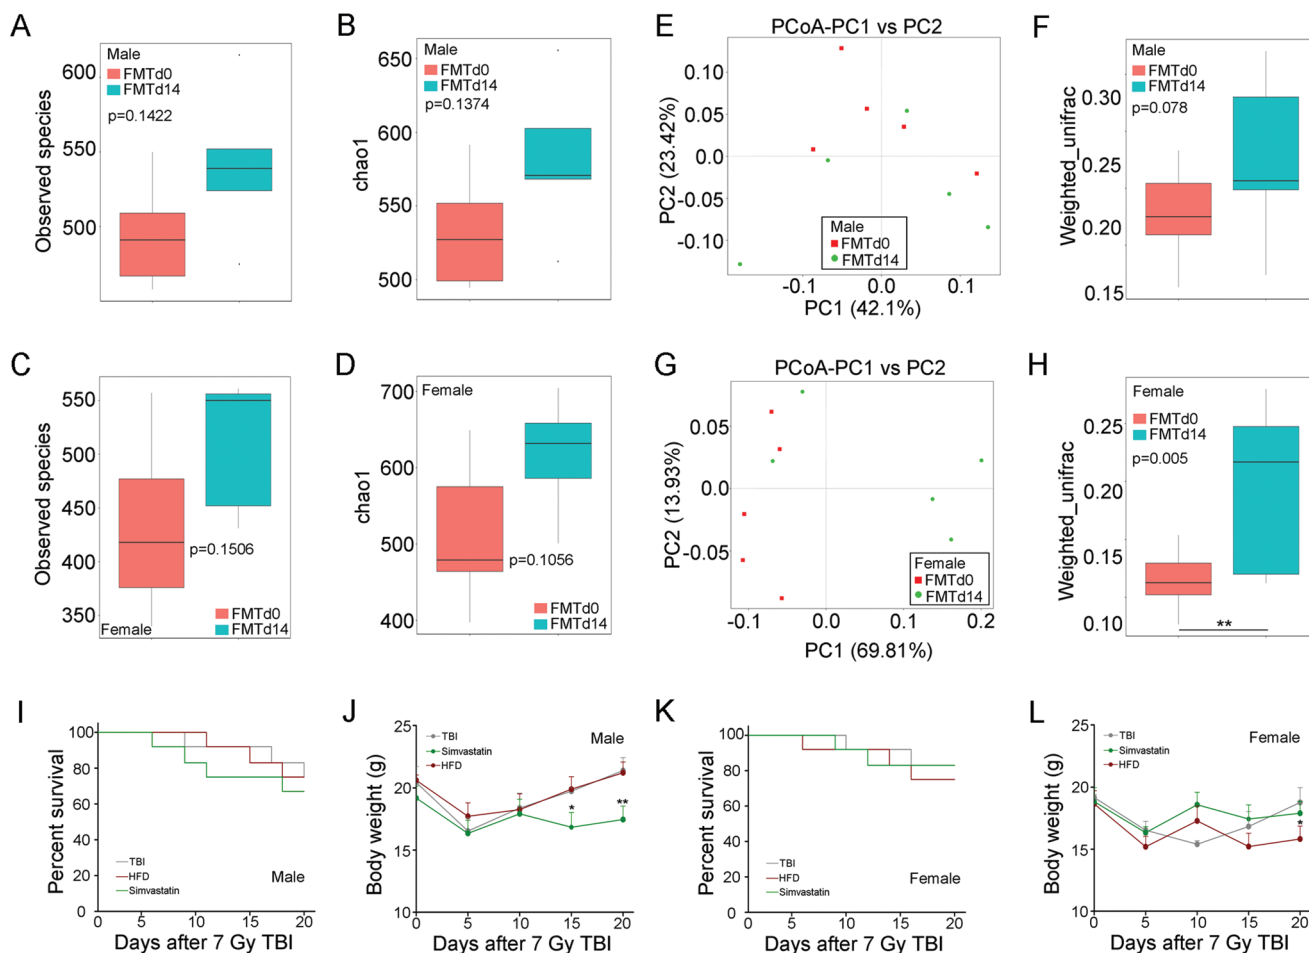 A
Male
FMTd0
FMTd14
p=0.1422
600
550
500
Observed species
B
Male
FMTd0
FMTd14
p=0.1374
650
600
550
500
chao1
E
PCoA-PC1 vs PC2
0.10
0.05
0.0
-0.05
-0.10
PC2 (23.42%)
Male
FMTd0
FMTd14
-0.1
0.0
0.1
PC1 (42.1%)
F
Male
FMTd0
FMTd14
p=0.078
0.30
0.25
0.20
0.15
Weighted_unifrac
C
550
500
450
400
350
Observed species
p=0.1506
FMTd0
FMTd14
Female
D
Female
700
600
500
400
chao1
p=0.1056
FMTd0
FMTd14
G
PCoA-PC1 vs PC2
0.05
0.0
-0.05
PC2 (13.93%)
Female
FMTd0
FMTd14
-0.1
0.0
0.1
0.2
PC1 (69.81%)
H
Female
FMTd0
FMTd14
p=0.005
0.25
0.20
0.15
0.10
Weighted_unifrac
**
I
100
80
60
40
20
0
Percent survival
TBI
HFD
Simvastatin
Male
0
5
10
15
20
Days after 7 Gy TBI
J
25
20
15
10
Body weight (g)
TBI
Simvastatin
HFD
Male
*
**
0
5
10
15
20
Days after 7 Gy TBI
K
100
80
60
40
20
0
Percent survival
TBI
HFD
Simvastatin
Female
0
5
10
15
20
Days after 7 Gy TBI
L
25
20
15
10
Body weight (g)
TBI
Simvastatin
HFD
Female
*
0
5
10
15
20
Days after 7 Gy TBI